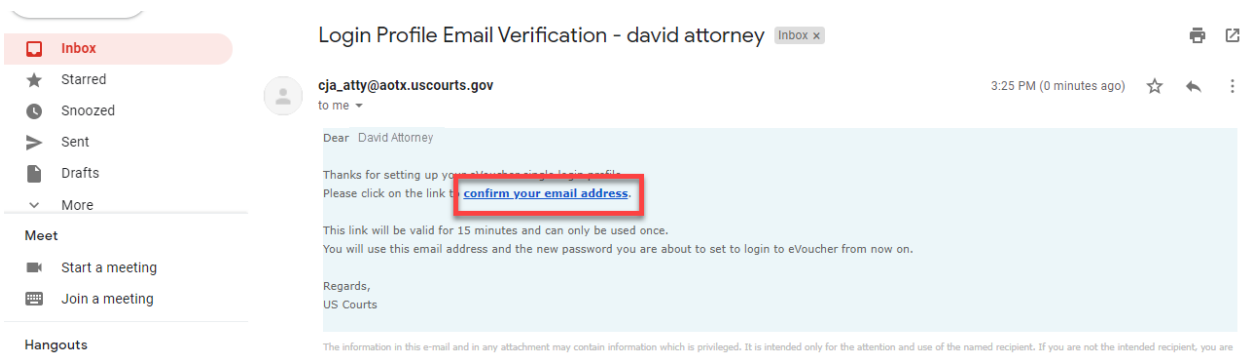 Inbox
Starred
Snoozed
Sent
Drafts
More
Meet
Start a meeting
Join a meeting
Hangouts
Login Profile Email Verification - david attorney Inbox x
cja_atty@aotx.uscourts.gov 3:25 PM (0 minutes ago)
to me
Dear David Attorney
Thanks for setting up your eVoucher single login profile.
Please click on the link to confirm your email address.
This link will be valid for 15 minutes and can only be used once.
You will use this email address and the new password you are about to set to login to eVoucher from now on.
Regards,
US Courts
The information in this e-mail and in any attachment may contain information which is privileged. It is intended only for the attention and use of the named recipient. If you are not the intended recipient, you are